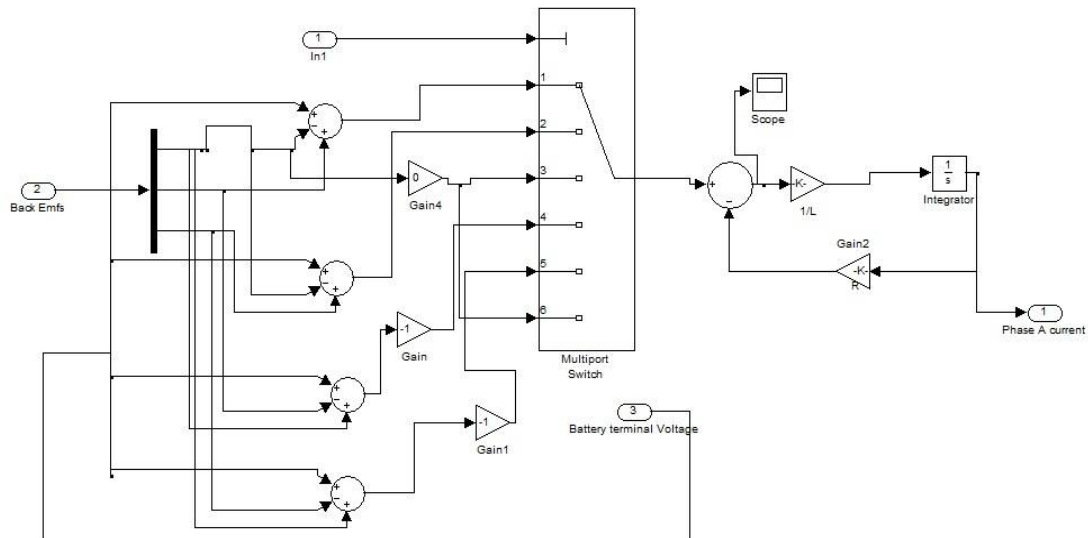 1
In1
Scope
1
2
3
4
5
6
+
−
+
2
Back Emfs
0
Gain4
+
−
-K-
1/L
1
s
Integrator
+
−
+
Gain2
-K-
R
-1
Gain
1
Phase A current
Multiport
Switch
+
−
+
3
Battery terminal Voltage
-1
Gain1
+
−
+